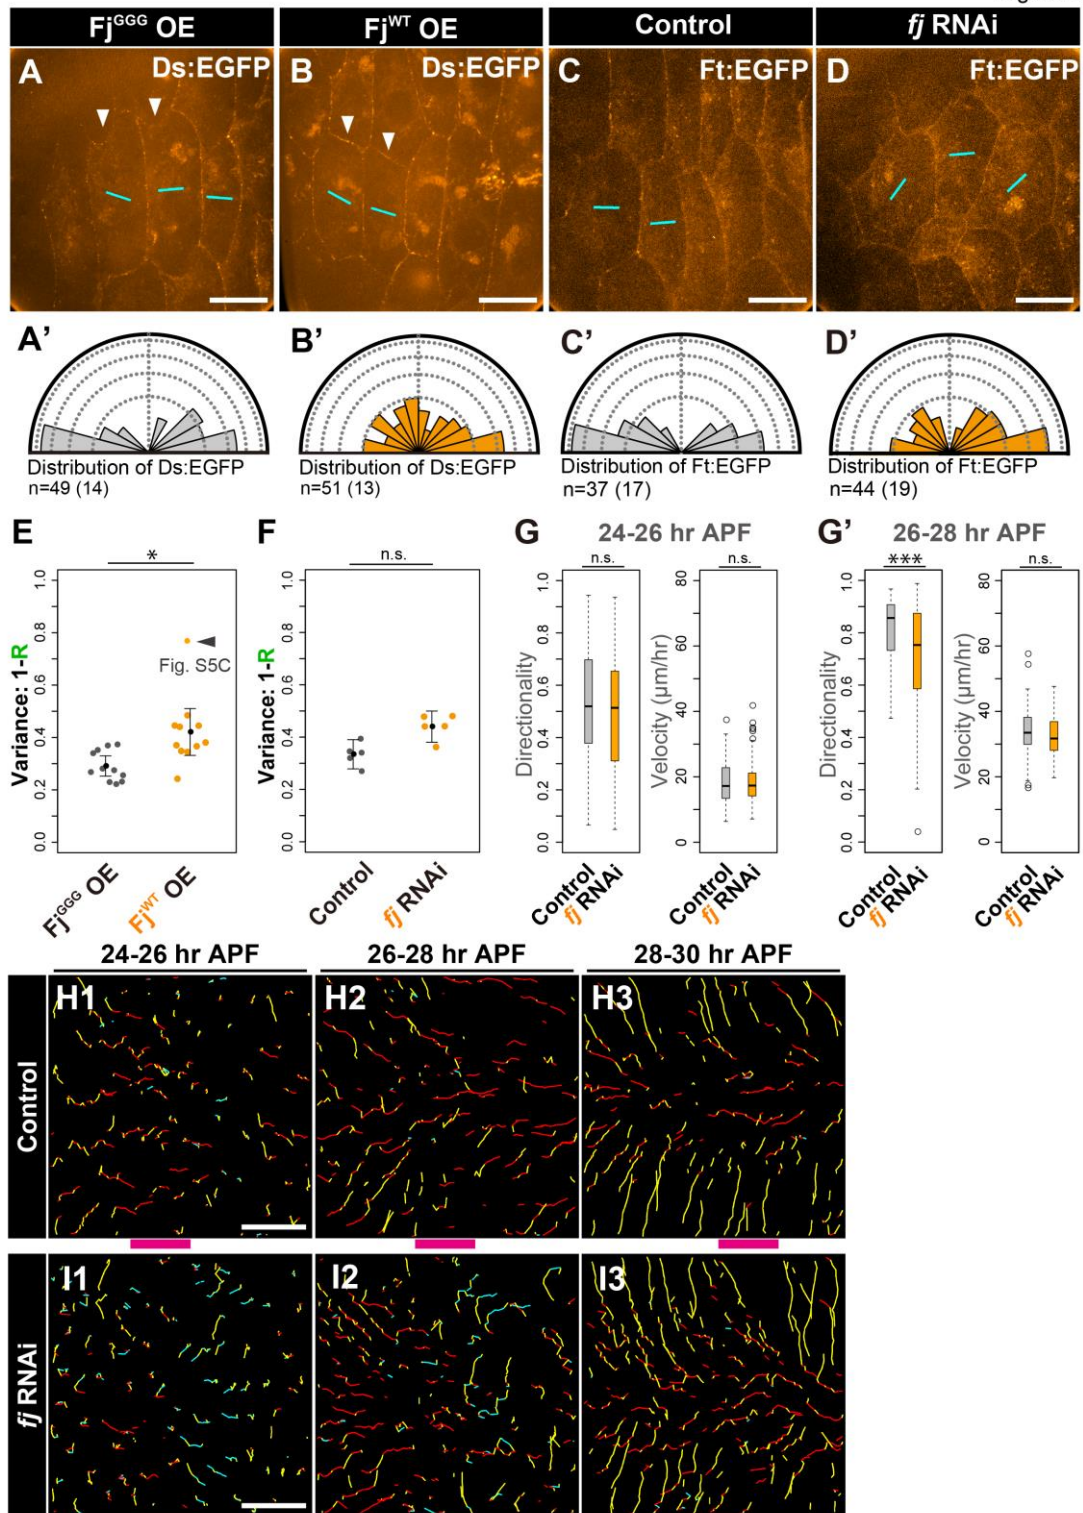 g
Fj^GGG OE
Fj^WT OE
Control
fj RNAi
A
Ds:EGFP
B
Ds:EGFP
C
Ft:EGFP
D
Ft:EGFP
A’
B’
C’
D’
Distribution of Ds:EGFP
n=49 (14)
Distribution of Ds:EGFP
n=51 (13)
Distribution of Ft:EGFP
n=37 (17)
Distribution of Ft:EGFP
n=44 (19)
E
F
G
24-26 hr APF
G’
26-28 hr APF
*
n.s.
n.s.
n.s.
***
n.s.
Variance: 1-R
0.0 0.2 0.4 0.6 0.8 1.0
Fig. S5C
Fj^GGG OE
Fj^WT OE
Variance: 1-R
0.0 0.2 0.4 0.6 0.8 1.0
Control
fj RNAi
Directionality
0.0 0.2 0.4 0.6 0.8 1.0
Control
fj RNAi
Velocity (μm/hr)
0 20 40 60 80
Control
fj RNAi
Directionality
0.0 0.2 0.4 0.6 0.8 1.0
Control
fj RNAi
Velocity (μm/hr)
0 20 40 60 80
Control
fj RNAi
24-26 hr APF
26-28 hr APF
28-30 hr APF
Control
H1
H2
H3
fj RNAi
I1
I2
I3